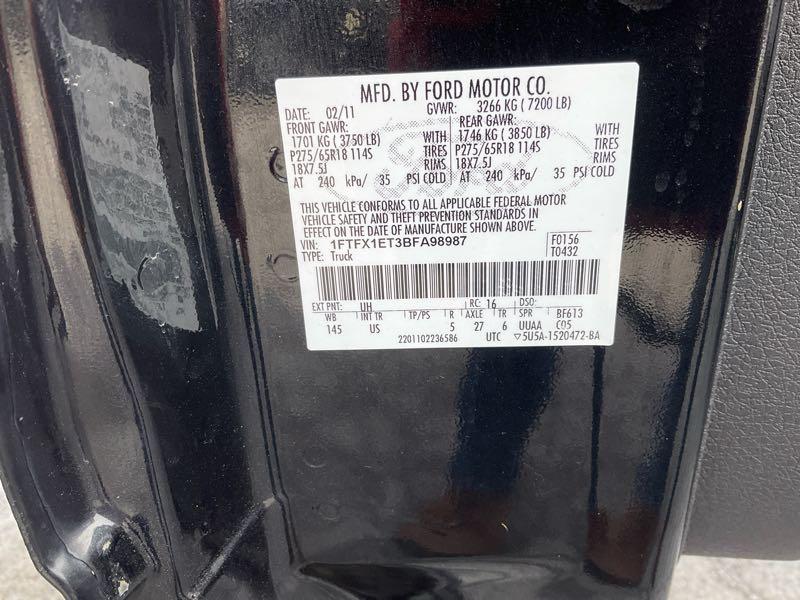 MFD. BY FORD MOTOR CO.
DATE: 02/11 GVWR: 3266 KG ( 7200 LB)
FRONT GAWR: REAR GAWR:
1701 KG ( 3750 LB) WITH 1746 KG ( 3850 LB) WITH
P275/65R18 114S TIRES P275/65R18 114S TIRES
18X7.5J RIMS 18X7.5J RIMS
AT 240 kPa/ 35 PSI COLD AT 240 kPa/ 35 PSI COLD
Ford
THIS VEHICLE CONFORMS TO ALL APPLICABLE FEDERAL MOTOR
VEHICLE SAFETY AND THEFT PREVENTION STANDARDS IN
EFFECT ON THE DATE OF MANUFACTURE SHOWN ABOVE.
VIN: 1FTFX1ET3BFA98987 F0156
TYPE: Truck T0432
EXT PNT: UH RC: 16 DSO:
WB INT TR TP/PS R AXLE TR SPR BF613
145 US 5 27 6 UUAA C05
2201102236586 UTC ▽5U5A-1520472-BA